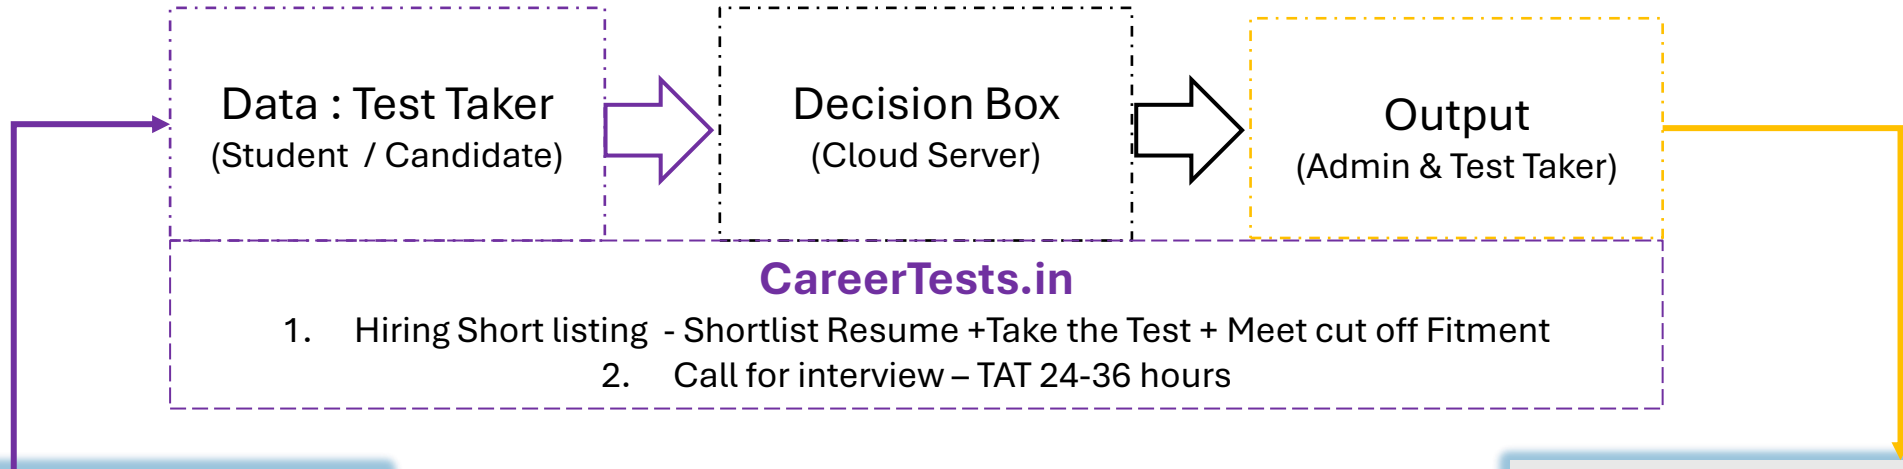 Data : Test Taker
(Student / Candidate)
Decision Box
(Cloud Server)
Output
(Admin & Test Taker)
CareerTests.in
1. Hiring Short listing - Shortlist Resume +Take the Test + Meet cut off Fitment
2. Call for interview – TAT 24-36 hours